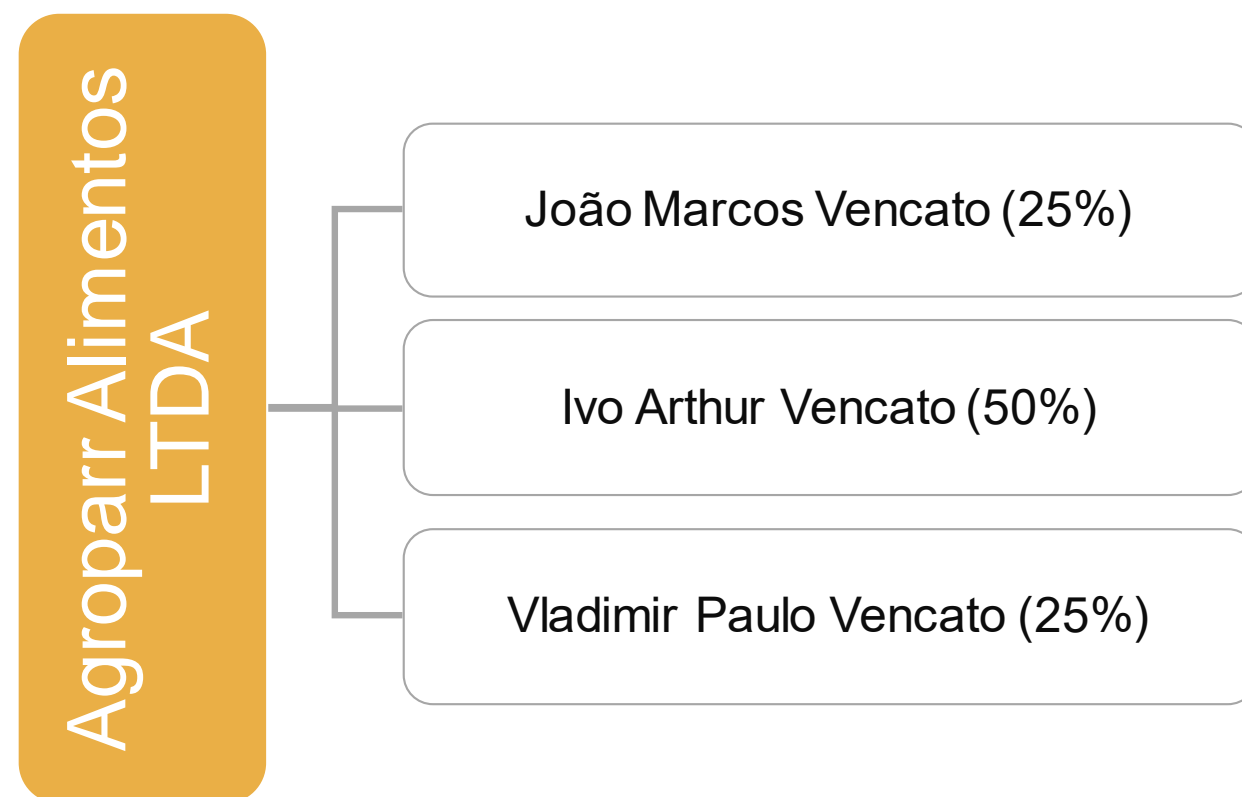 Agroparr Alimentos
LTDA
João Marcos Vencato (25%)
Ivo Arthur Vencato (50%)
Vladimir Paulo Vencato (25%)